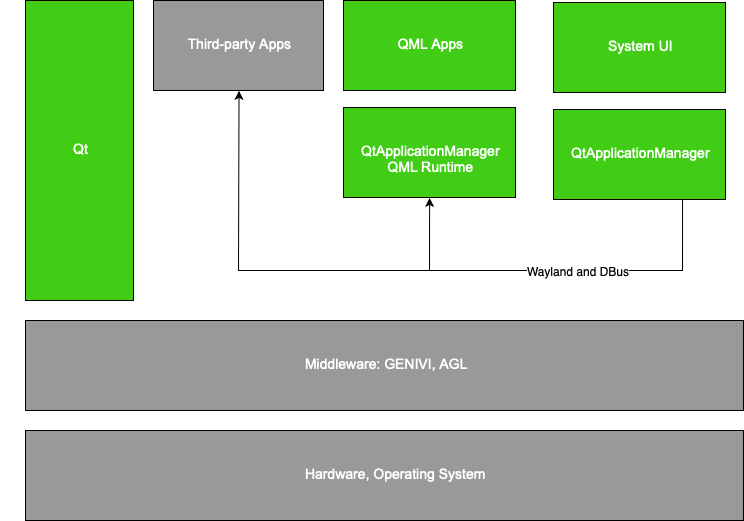 Third-party Apps
QML Apps
System UI
Qt
QtApplicationManager
QML Runtime
QtApplicationManager
Wayland and DBus
Middleware: GENIVI, AGL
Hardware, Operating System